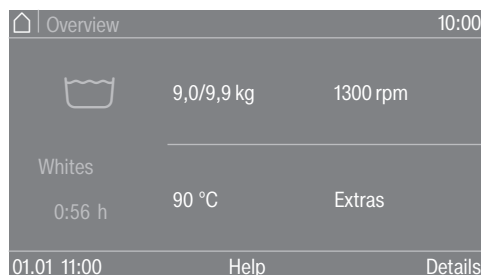 Overview 10:00
9,0/9,9 kg 1300 rpm
Whites
0:56 h
90 °C Extras
01.01 11:00 Help Details